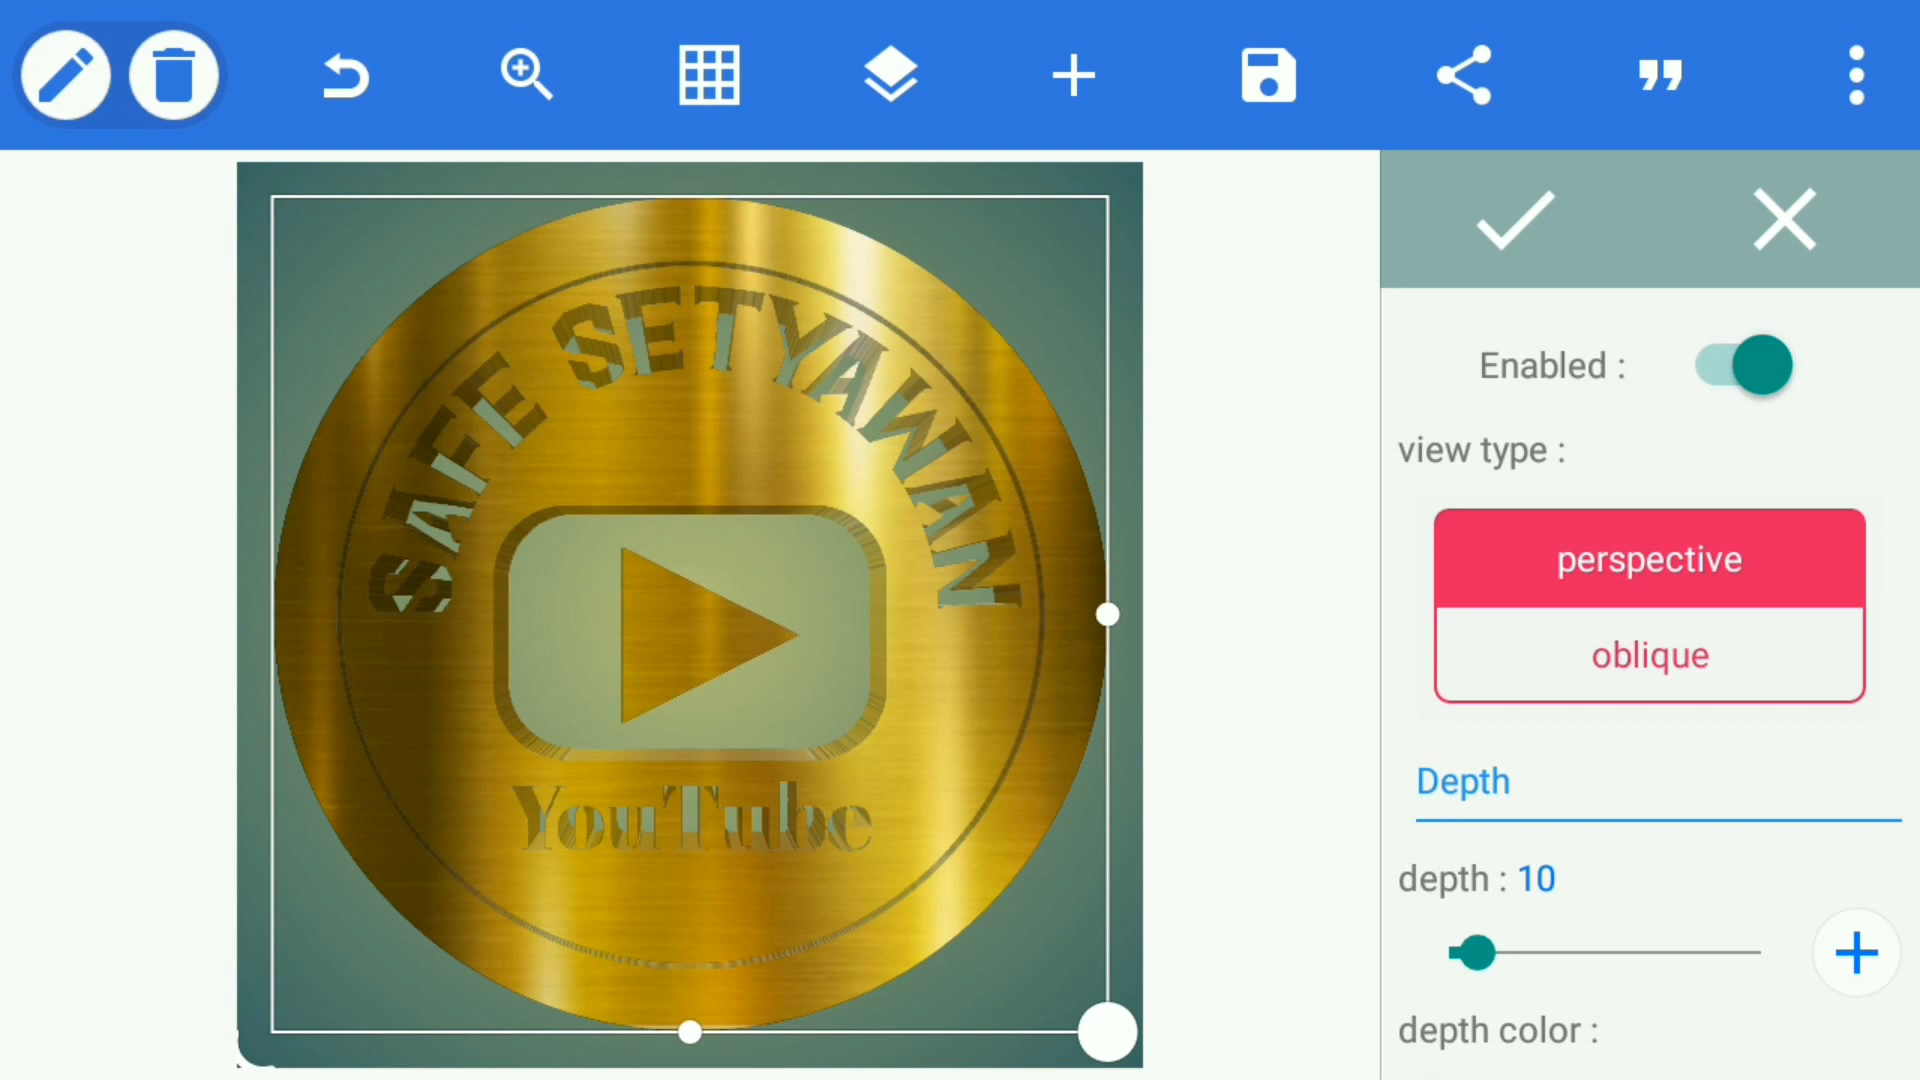 SAFE SETYAWAN
YouTube
Enabled :
view type :
perspective
oblique
Depth
depth : 10
depth color :